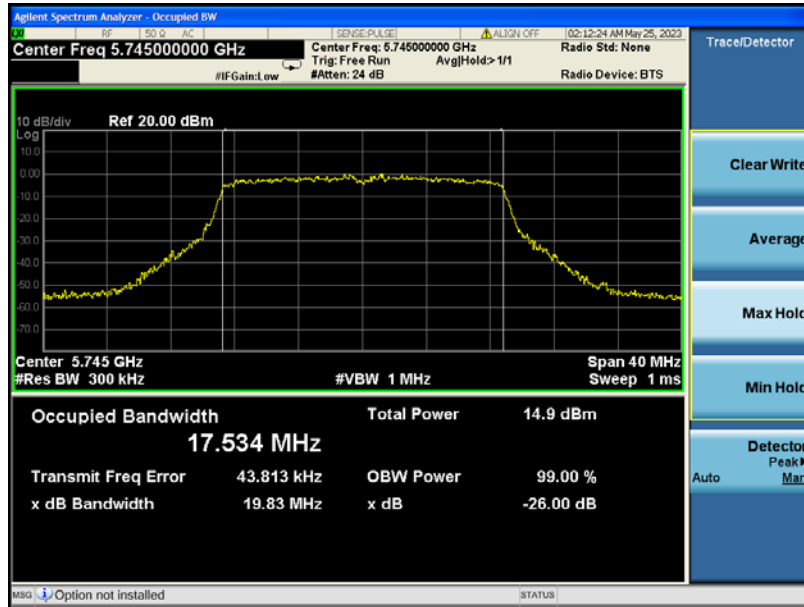 Agilent Spectrum Analyzer - Occupied BW
LXI RF 50 Ω AC SENSE:PULSE ALIGN OFF 02:12:24 AM May 25, 2023
Center Freq 5.745000000 GHz
Center Freq: 5.745000000 GHz
Radio Std: None
Trig: Free Run Avg|Hold:>1/1
#IFGain:Low
#Atten: 24 dB
Radio Device: BTS
Trace/Detector
10 dB/div Ref 20.00 dBm
Log
10.0
0.00
-10.0
-20.0
-30.0
-40.0
-50.0
-60.0
-70.0
Center 5.745 GHz
Span 40 MHz
#Res BW 300 kHz
#VBW 1 MHz
Sweep 1 ms
Occupied Bandwidth
Total Power 14.9 dBm
17.534 MHz
Transmit Freq Error 43.813 kHz
OBW Power 99.00 %
x dB Bandwidth 19.83 MHz
x dB -26.00 dB
Clear Write
Average
Max Hold
Min Hold
Detector
Peak
Auto Man
MSG Option not installed
STATUS